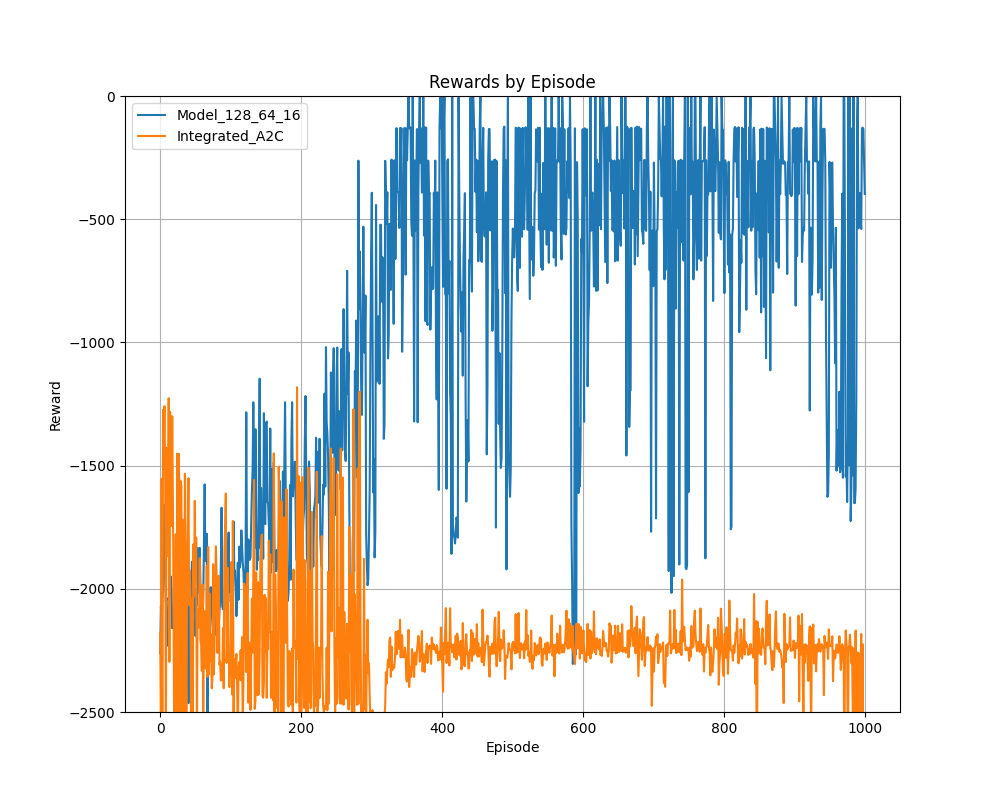 Rewards by Episode
Model_128_64_16
Integrated_A2C
0
−500
−1000
−1500
−2000
−2500
Reward
0 200 400 600 800 1000
Episode